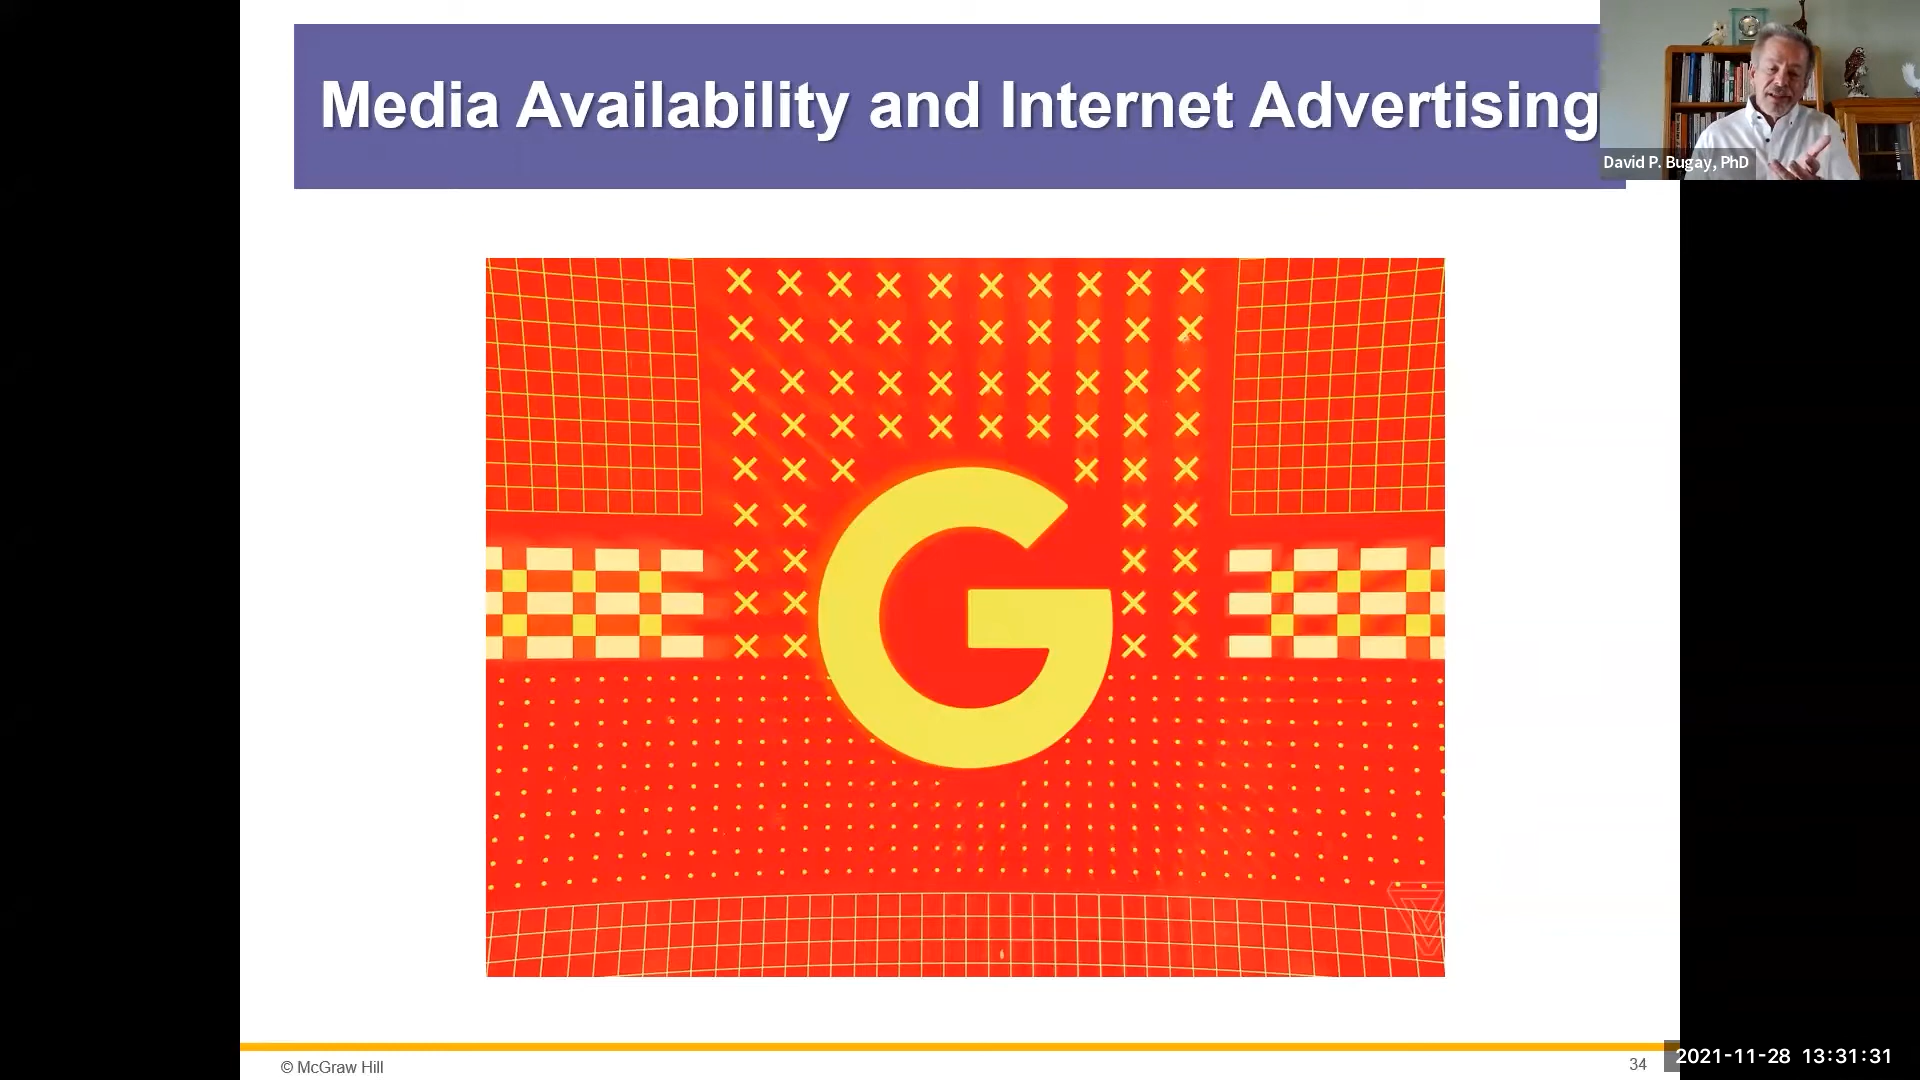 Media Availability and Internet Advertising
David P. Bugay, PhD
G
© McGraw Hill
34
2021-11-28 13:31:31